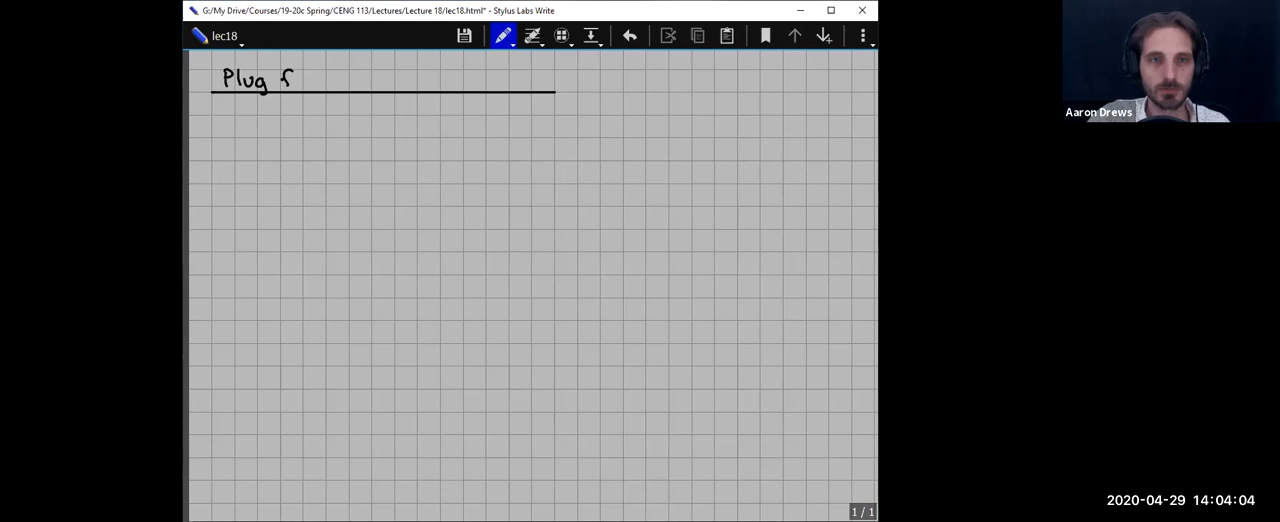 G:/My Drive/Courses/19-20c Spring/CENG 113/Lectures/Lecture 18/lec18.html* - Stylus Labs Write
lec18
Plug f
Aaron Drews
1 / 1
2020-04-29 14:04:04